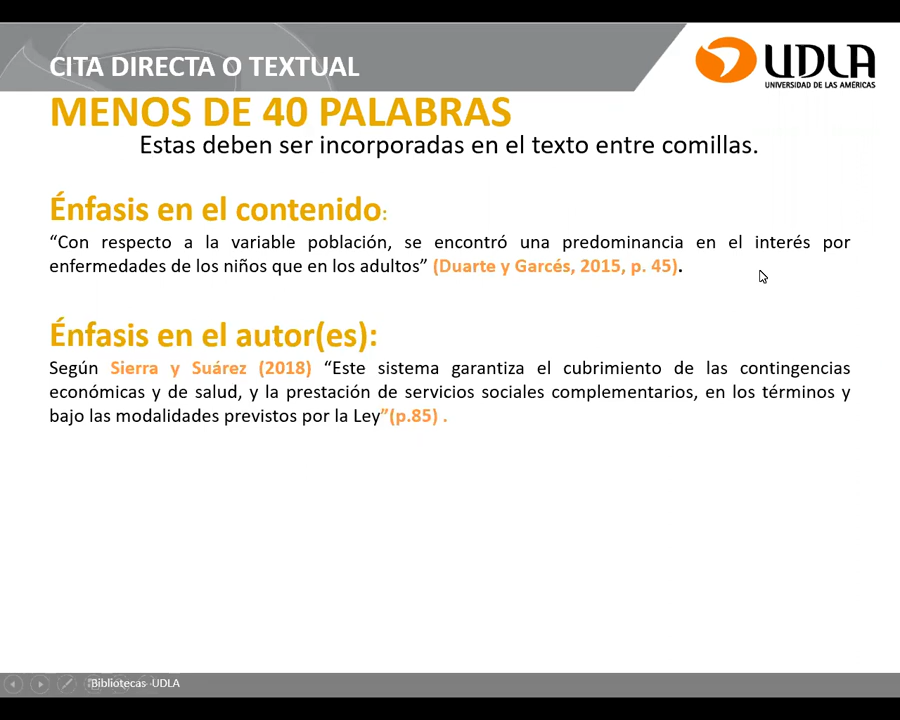 CITA DIRECTA O TEXTUAL
UDLA
UNIVERSIDAD DE LAS AMÉRICAS
MENOS DE 40 PALABRAS
Estas deben ser incorporadas en el texto entre comillas.
Énfasis en el contenido:
“Con respecto a la variable población, se encontró una predominancia en el interés por
enfermedades de los niños que en los adultos” (Duarte y Garcés, 2015, p. 45).
Énfasis en el autor(es):
Según Sierra y Suárez (2018) “Este sistema garantiza el cubrimiento de las contingencias
económicas y de salud, y la prestación de servicios sociales complementarios, en los términos y
bajo las modalidades previstos por la Ley”(p.85) .
Bibliotecas -UDLA